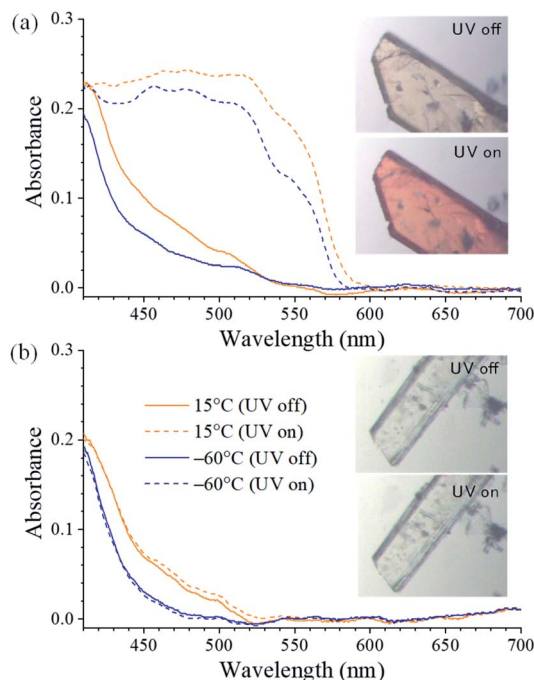 (a)
0.3
0.2
0.1
0.0
Absorbance
UV off
UV on
450
500
550
600
650
700
Wavelength (nm)
(b)
0.3
0.2
0.1
0.0
Absorbance
15°C (UV off)
15°C (UV on)
–60°C (UV off)
–60°C (UV on)
UV off
UV on
450
500
550
600
650
700
Wavelength (nm)